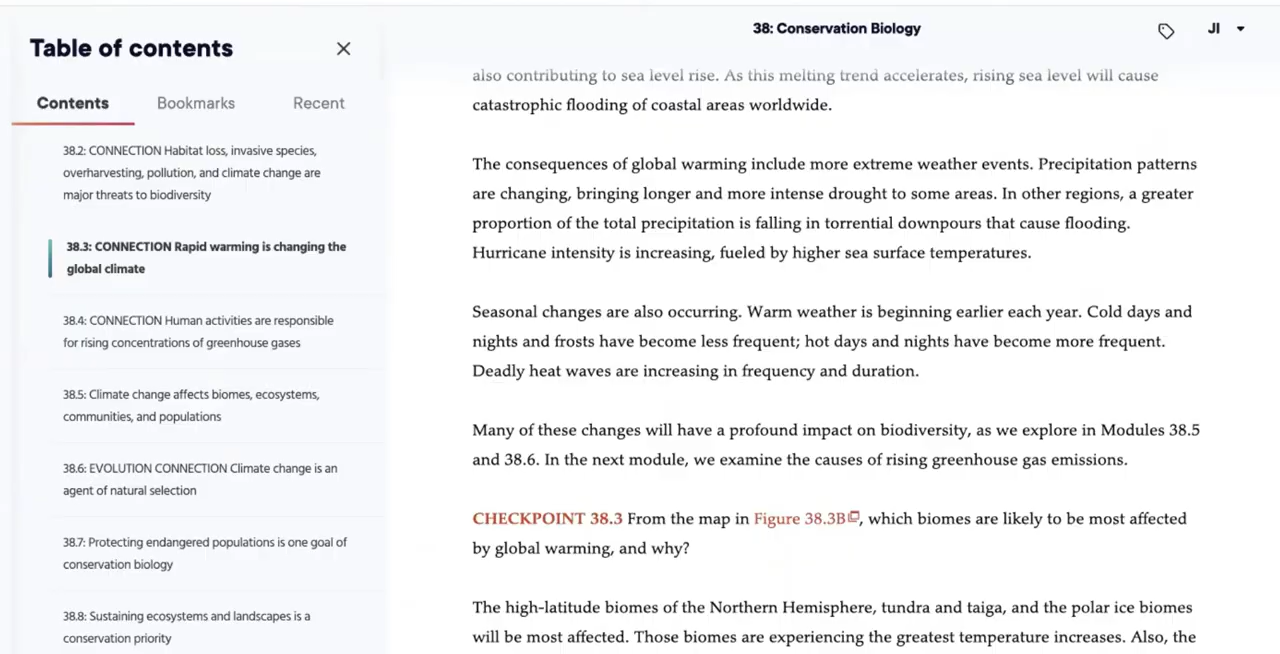 Table of contents
Contents Bookmarks Recent
38.2: CONNECTION Habitat loss, invasive species,
overharvesting, pollution, and climate change are
major threats to biodiversity
38.3: CONNECTION Rapid warming is changing the
global climate
38.4: CONNECTION Human activities are responsible
for rising concentrations of greenhouse gases
38.5: Climate change affects biomes, ecosystems,
communities, and populations
38.6: EVOLUTION CONNECTION Climate change is an
agent of natural selection
38.7: Protecting endangered populations is one goal of
conservation biology
38.8: Sustaining ecosystems and landscapes is a
conservation priority
38: Conservation Biology
JI
also contributing to sea level rise. As this melting trend accelerates, rising sea level will cause
catastrophic flooding of coastal areas worldwide.
The consequences of global warming include more extreme weather events. Precipitation patterns
are changing, bringing longer and more intense drought to some areas. In other regions, a greater
proportion of the total precipitation is falling in torrential downpours that cause flooding.
Hurricane intensity is increasing, fueled by higher sea surface temperatures.
Seasonal changes are also occurring. Warm weather is beginning earlier each year. Cold days and
nights and frosts have become less frequent; hot days and nights have become more frequent.
Deadly heat waves are increasing in frequency and duration.
Many of these changes will have a profound impact on biodiversity, as we explore in Modules 38.5
and 38.6. In the next module, we examine the causes of rising greenhouse gas emissions.
CHECKPOINT 38.3 From the map in Figure 38.3B, which biomes are likely to be most affected
by global warming, and why?
The high-latitude biomes of the Northern Hemisphere, tundra and taiga, and the polar ice biomes
will be most affected. Those biomes are experiencing the greatest temperature increases. Also, the